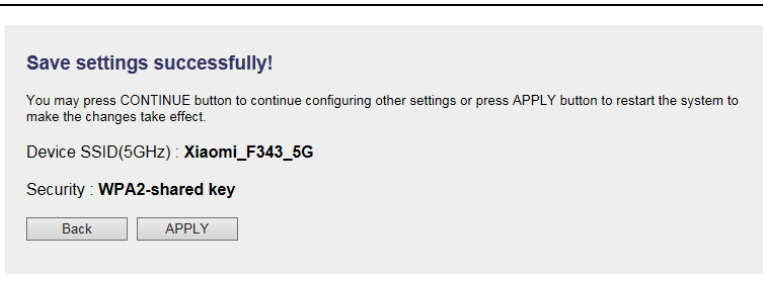 Save settings successfully!
You may press CONTINUE button to continue configuring other settings or press APPLY button to restart the system to
make the changes take effect.
Device SSID(5GHz) : Xiaomi_F343_5G
Security : WPA2-shared key
Back APPLY